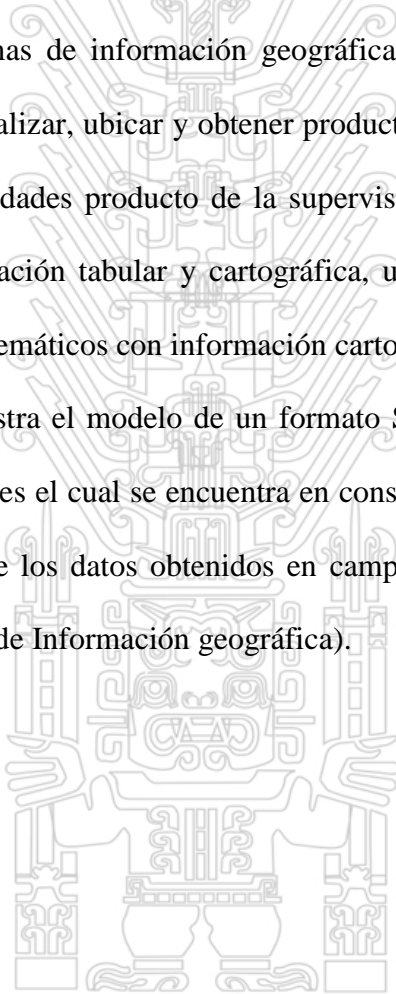 nas de información geográfica
alizar, ubicar y obtener product
idades producto de la supervis
ación tabular y cartográfica, u
emáticos con información carto
stra el modelo de un formato S
es el cual se encuentra en cons
e los datos obtenidos en camp
de Información geográfica).